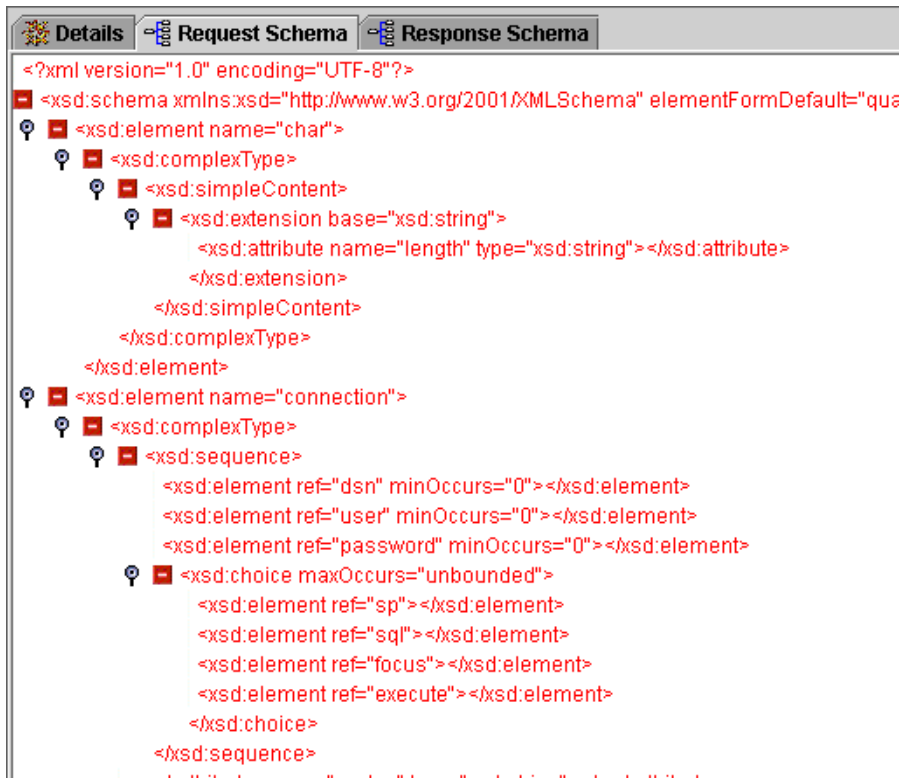 Details Request Schema Response Schema
<?xml version="1.0" encoding="UTF-8"?>
<xsd:schema xmlns:xsd="http://www.w3.org/2001/XMLSchema" elementFormDefault="qua
<xsd:element name="char">
<xsd:complexType>
<xsd:simpleContent>
<xsd:extension base="xsd:string">
<xsd:attribute name="length" type="xsd:string"></xsd:attribute>
</xsd:extension>
</xsd:simpleContent>
</xsd:complexType>
</xsd:element>
<xsd:element name="connection">
<xsd:complexType>
<xsd:sequence>
<xsd:element ref="dsn" minOccurs="0"></xsd:element>
<xsd:element ref="user" minOccurs="0"></xsd:element>
<xsd:element ref="password" minOccurs="0"></xsd:element>
<xsd:choice maxOccurs="unbounded">
<xsd:element ref="sp"></xsd:element>
<xsd:element ref="sql"></xsd:element>
<xsd:element ref="focus"></xsd:element>
<xsd:element ref="execute"></xsd:element>
</xsd:choice>
</xsd:sequence>